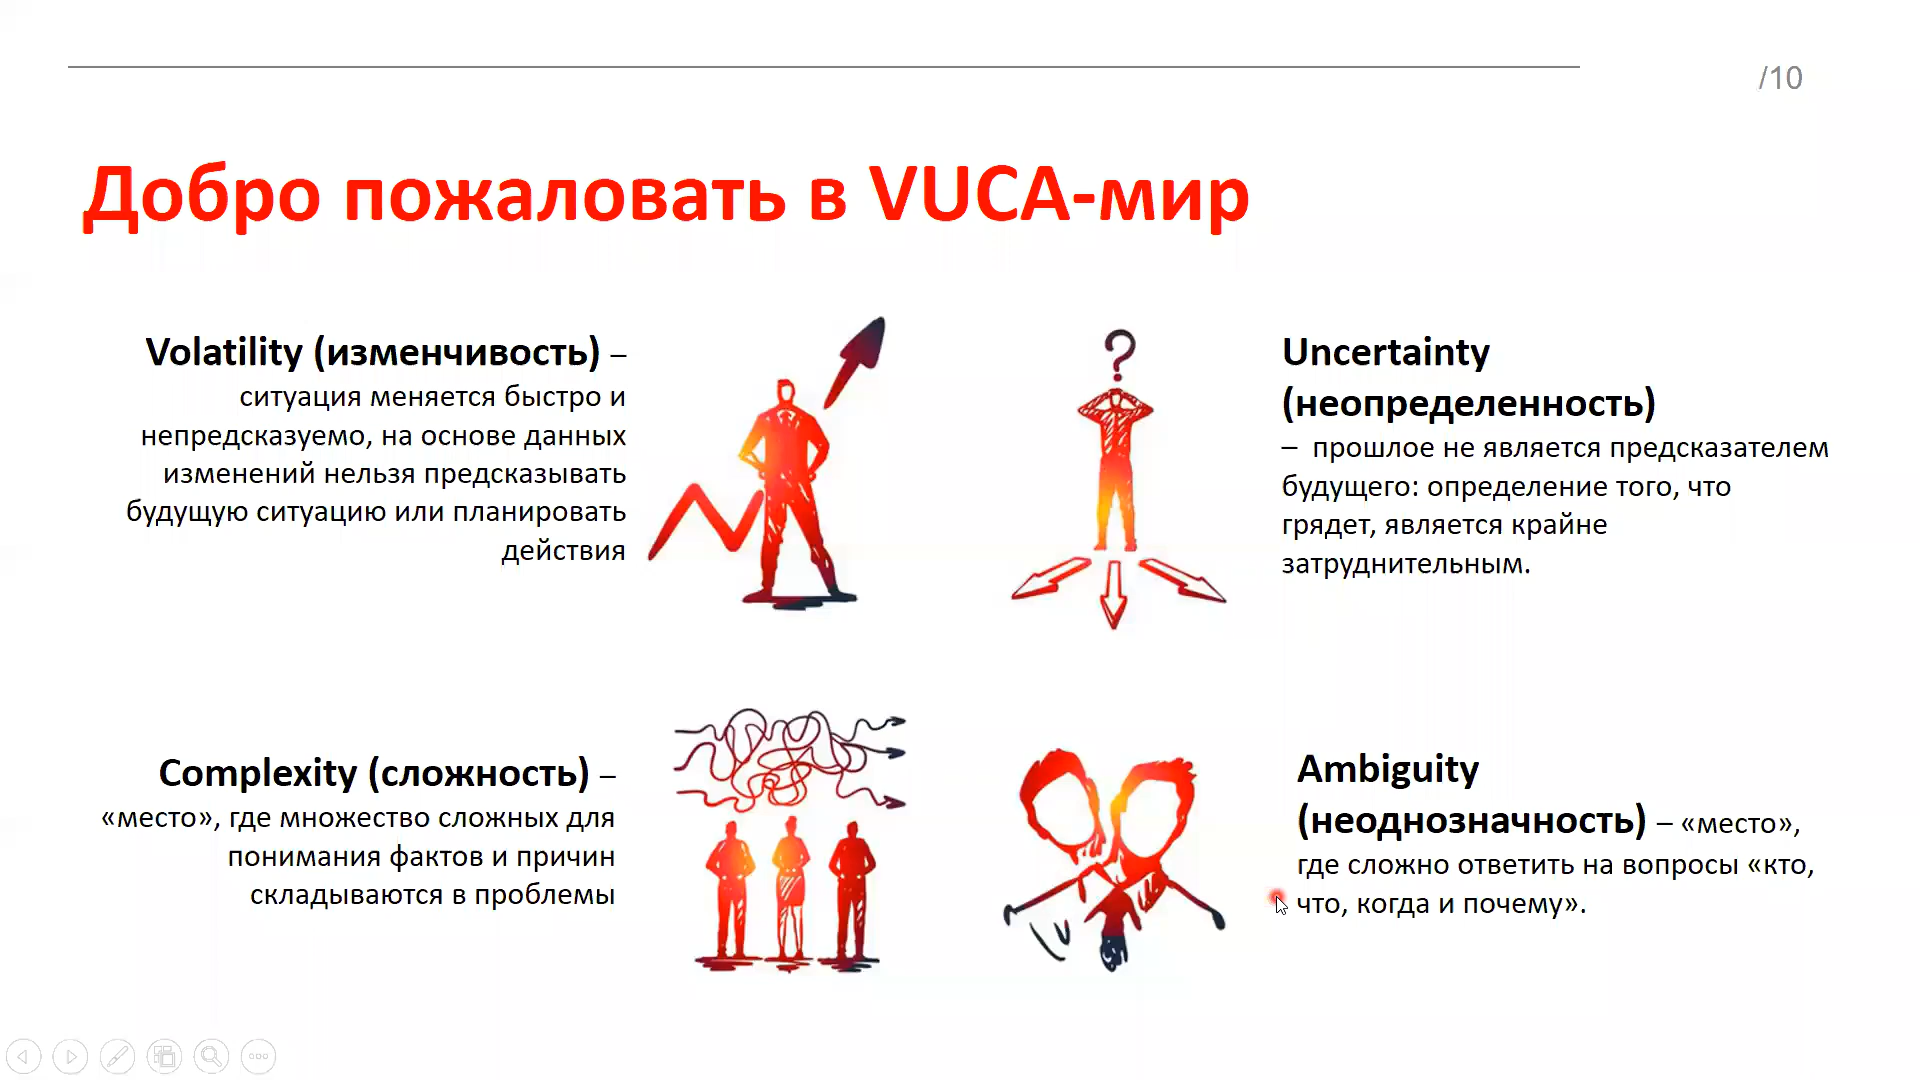 /10
Добро пожаловать в VUCA-мир
Volatility (изменчивость) –
ситуация меняется быстро и
непредсказуемо, на основе данных
изменений нельзя предсказывать
будущую ситуацию или планировать
действия
?
Uncertainty
(неопределенность)
– прошлое не является предсказателем
будущего: определение того, что
грядет, является крайне
затруднительным.
Complexity (сложность) –
«место», где множество сложных для
понимания фактов и причин
складываются в проблемы
Ambiguity
(неоднозначность) – «место»,
где сложно ответить на вопросы «кто,
что, когда и почему».